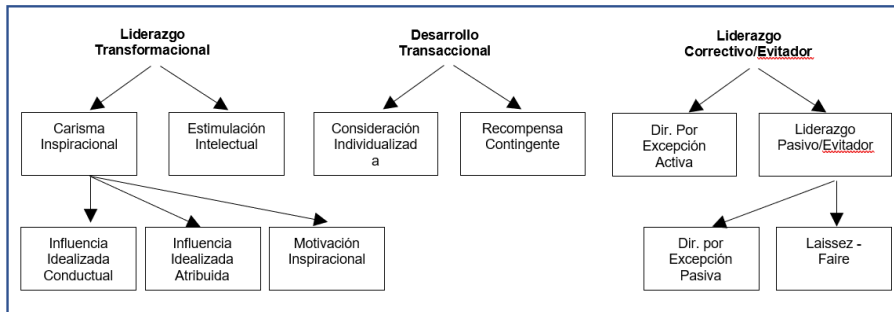 Liderazgo
Transformacional
Desarrollo
Transaccional
Liderazgo
Correctivo/Evitador
Carisma
Inspiracional
Estimulación
Intelectual
Consideración
Individualizad
a
Recompensa
Contingente
Dir. Por
Excepción
Activa
Liderazgo
Pasivo/Evitador
Influencia
Idealizada
Conductual
Influencia
Idealizada
Atribuida
Motivación
Inspiracional
Dir. por
Excepción
Pasiva
Laissez -
Faire